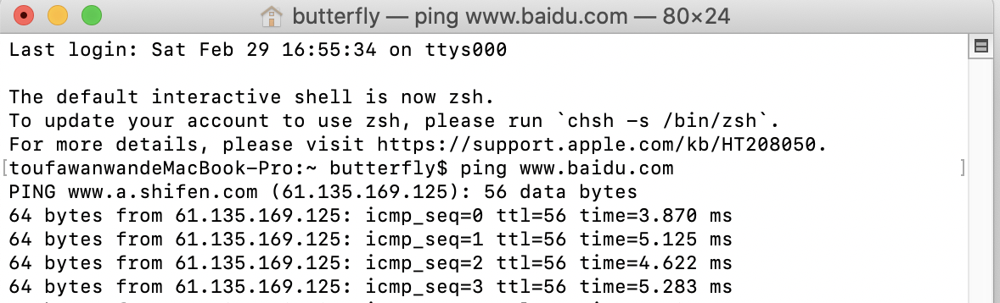 butterfly — ping www.baidu.com — 80×24
Last login: Sat Feb 29 16:55:34 on ttys000
The default interactive shell is now zsh.
To update your account to use zsh, please run `chsh -s /bin/zsh`.
For more details, please visit https://support.apple.com/kb/HT208050.
[toufawanwandeMacBook-Pro:~ butterfly$ ping www.baidu.com ]
PING www.a.shifen.com (61.135.169.125): 56 data bytes
64 bytes from 61.135.169.125: icmp_seq=0 ttl=56 time=3.870 ms
64 bytes from 61.135.169.125: icmp_seq=1 ttl=56 time=5.125 ms
64 bytes from 61.135.169.125: icmp_seq=2 ttl=56 time=4.622 ms
64 bytes from 61.135.169.125: icmp_seq=3 ttl=56 time=5.283 ms